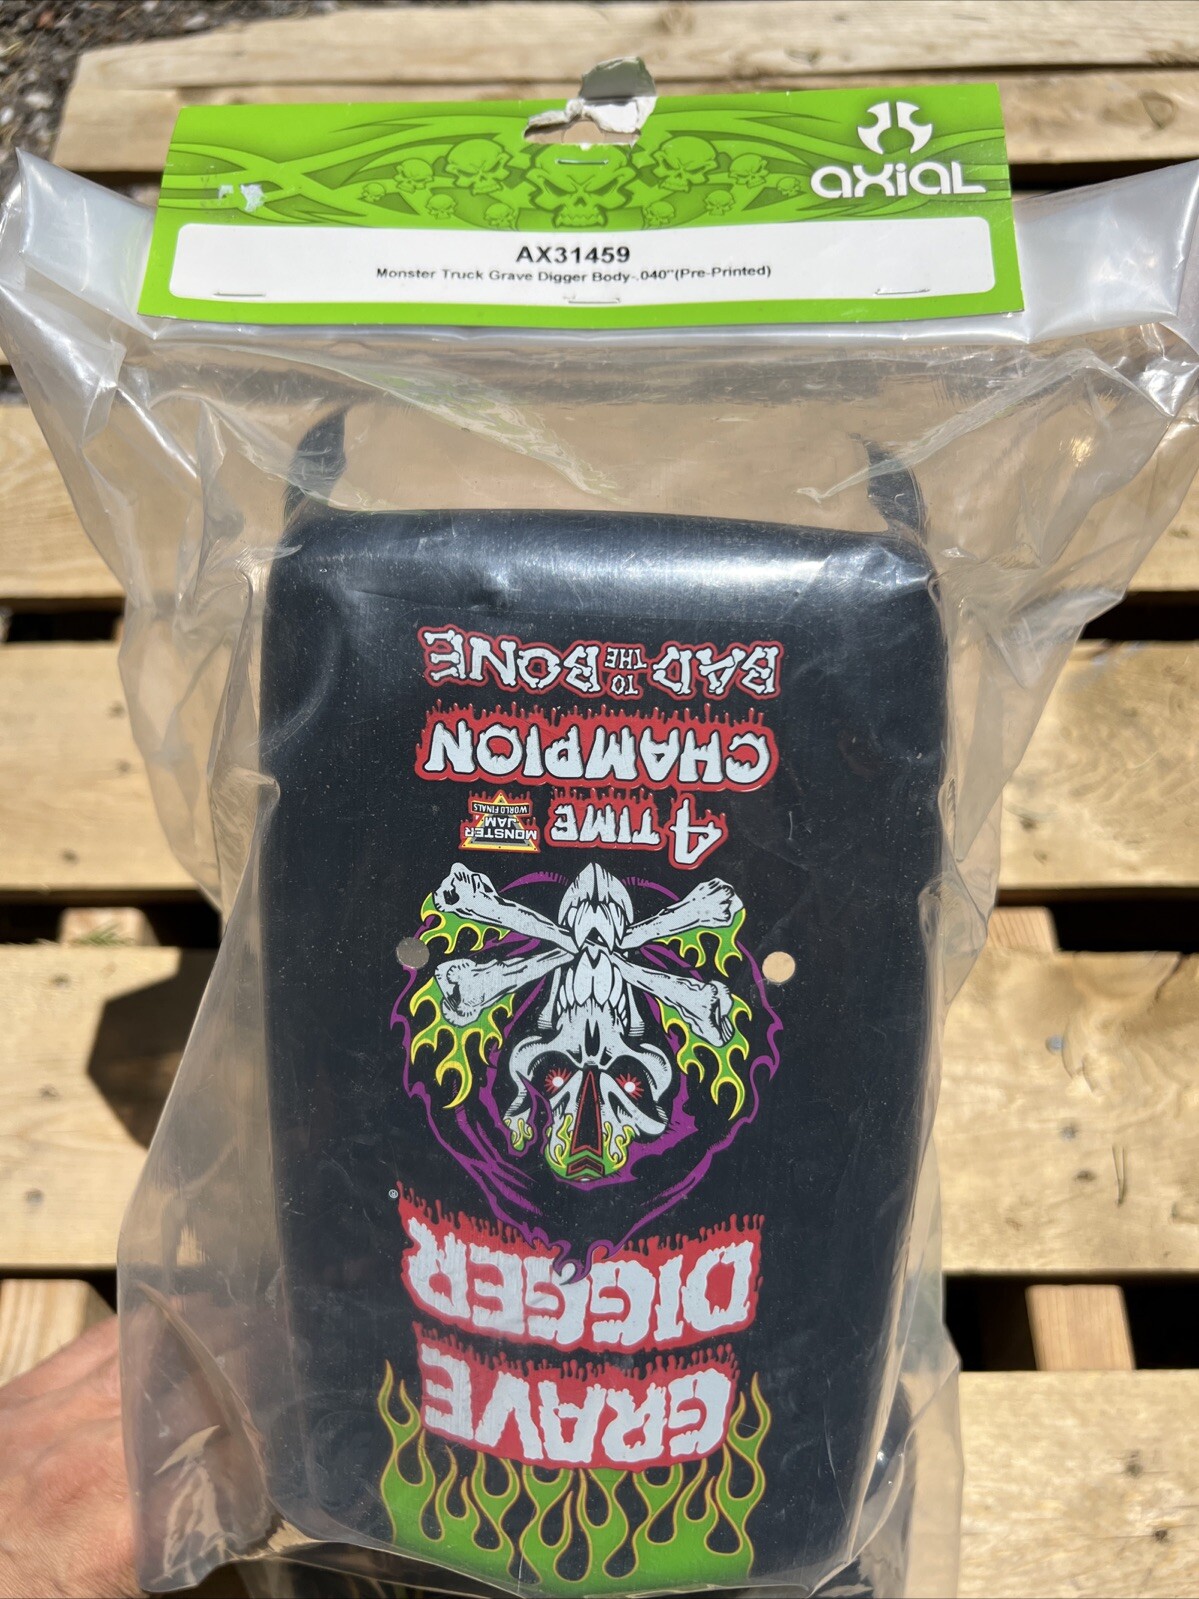 axial
AX31459
Monster Truck Grave Digger Body-.040"(Pre-Printed)
BAD TO THE BONE
CHAMPION
4 TIME
MONSTER
JAM
WORLD FINALS
®
DIGGER
GRAVE